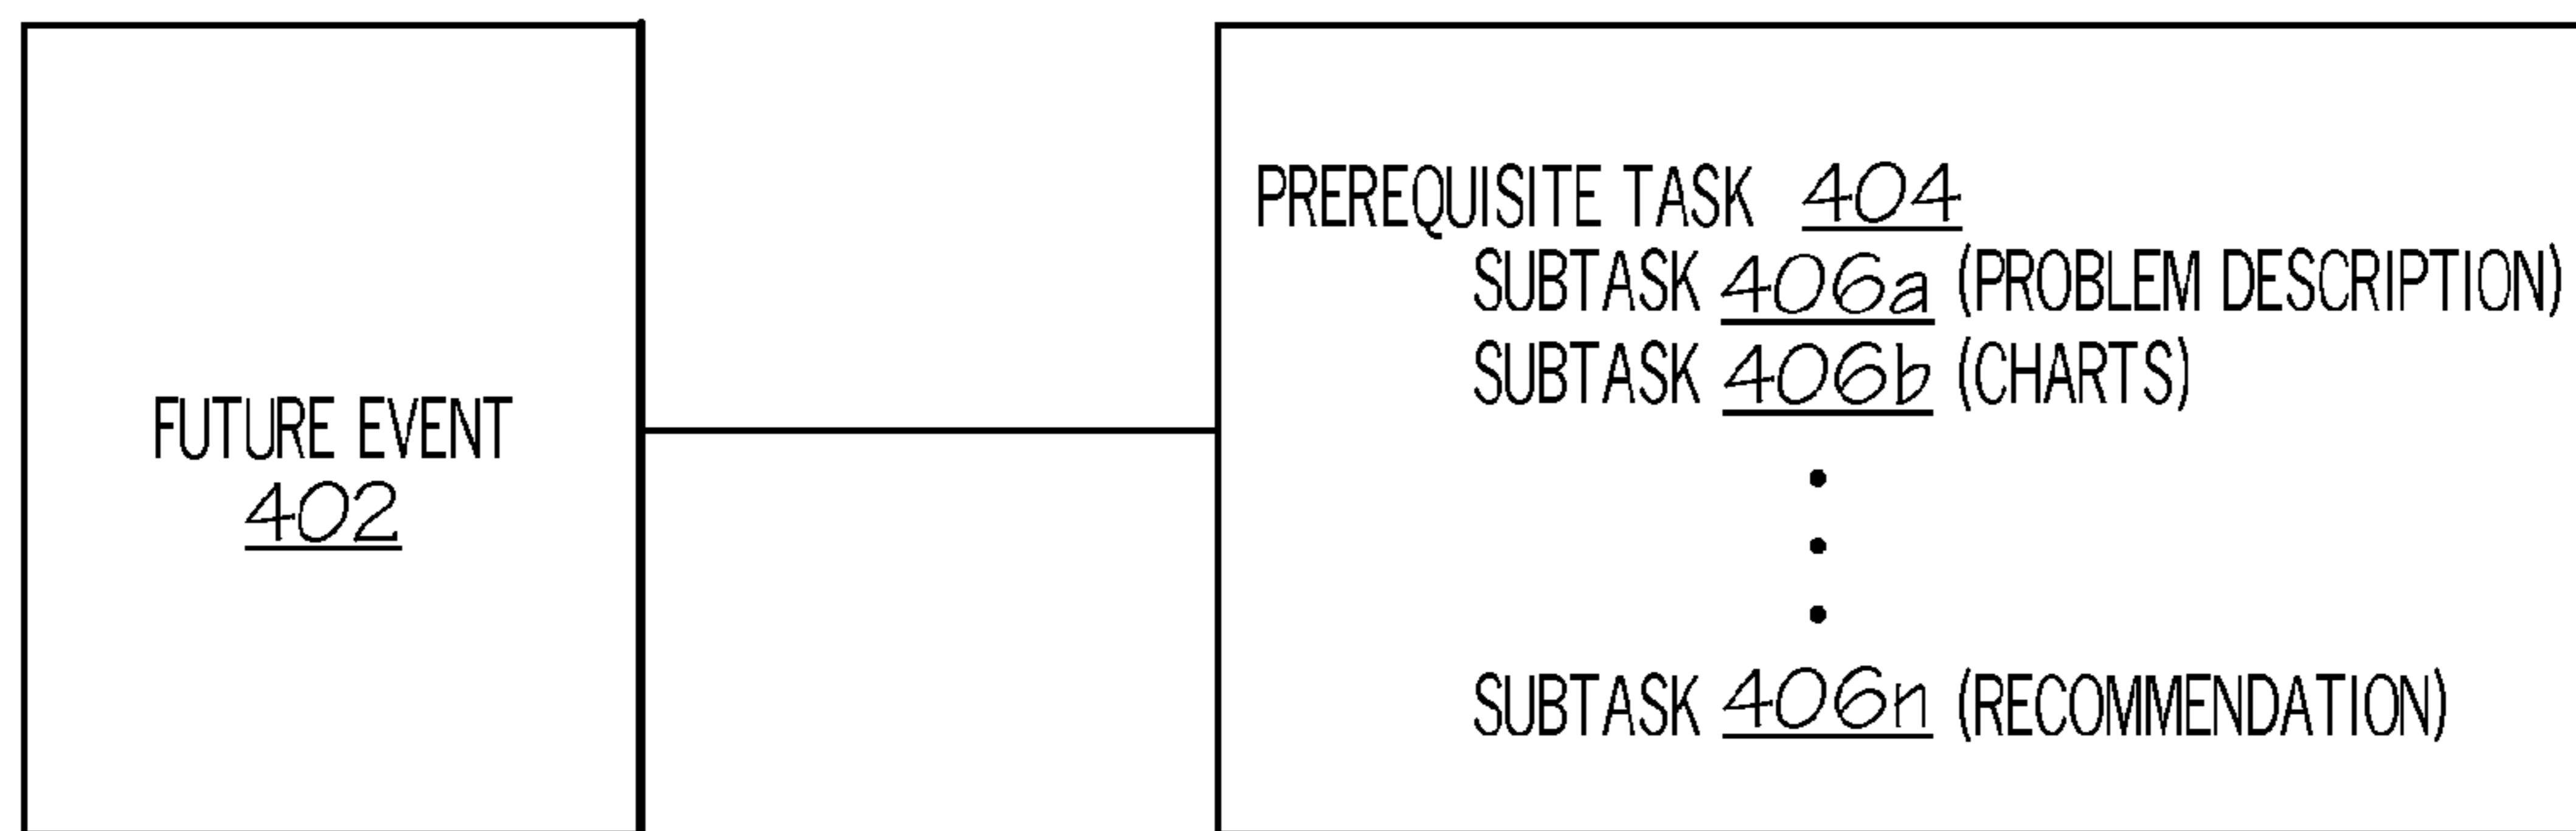 FUTURE EVENT
402
PREREQUISITE TASK 404
SUBTASK 406a (PROBLEM DESCRIPTION)
SUBTASK 406b (CHARTS)
SUBTASK 406n (RECOMMENDATION)